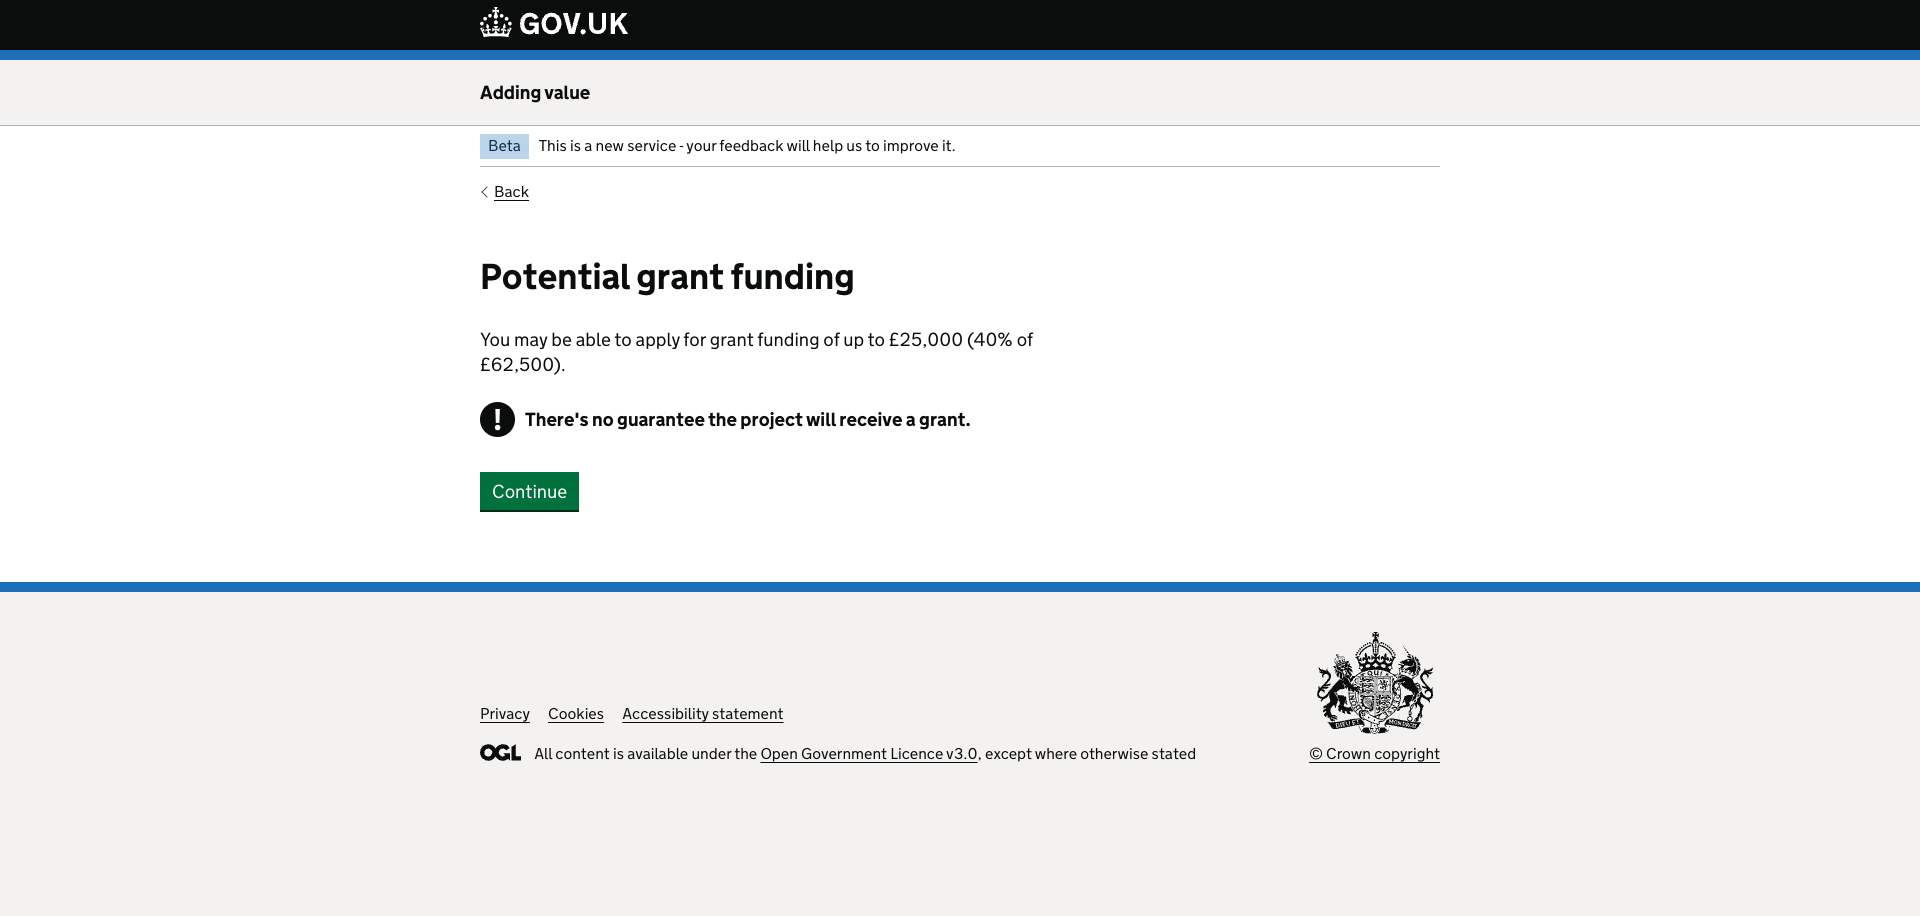 GOV.UK
Adding value
Beta This is a new service - your feedback will help us to improve it.
Back
Potential grant funding
You may be able to apply for grant funding of up to £25,000 (40% of
£62,500).
! There's no guarantee the project will receive a grant.
Continue
Privacy Cookies Accessibility statement
OGL All content is available under the Open Government Licence v3.0, except where otherwise stated
© Crown copyright